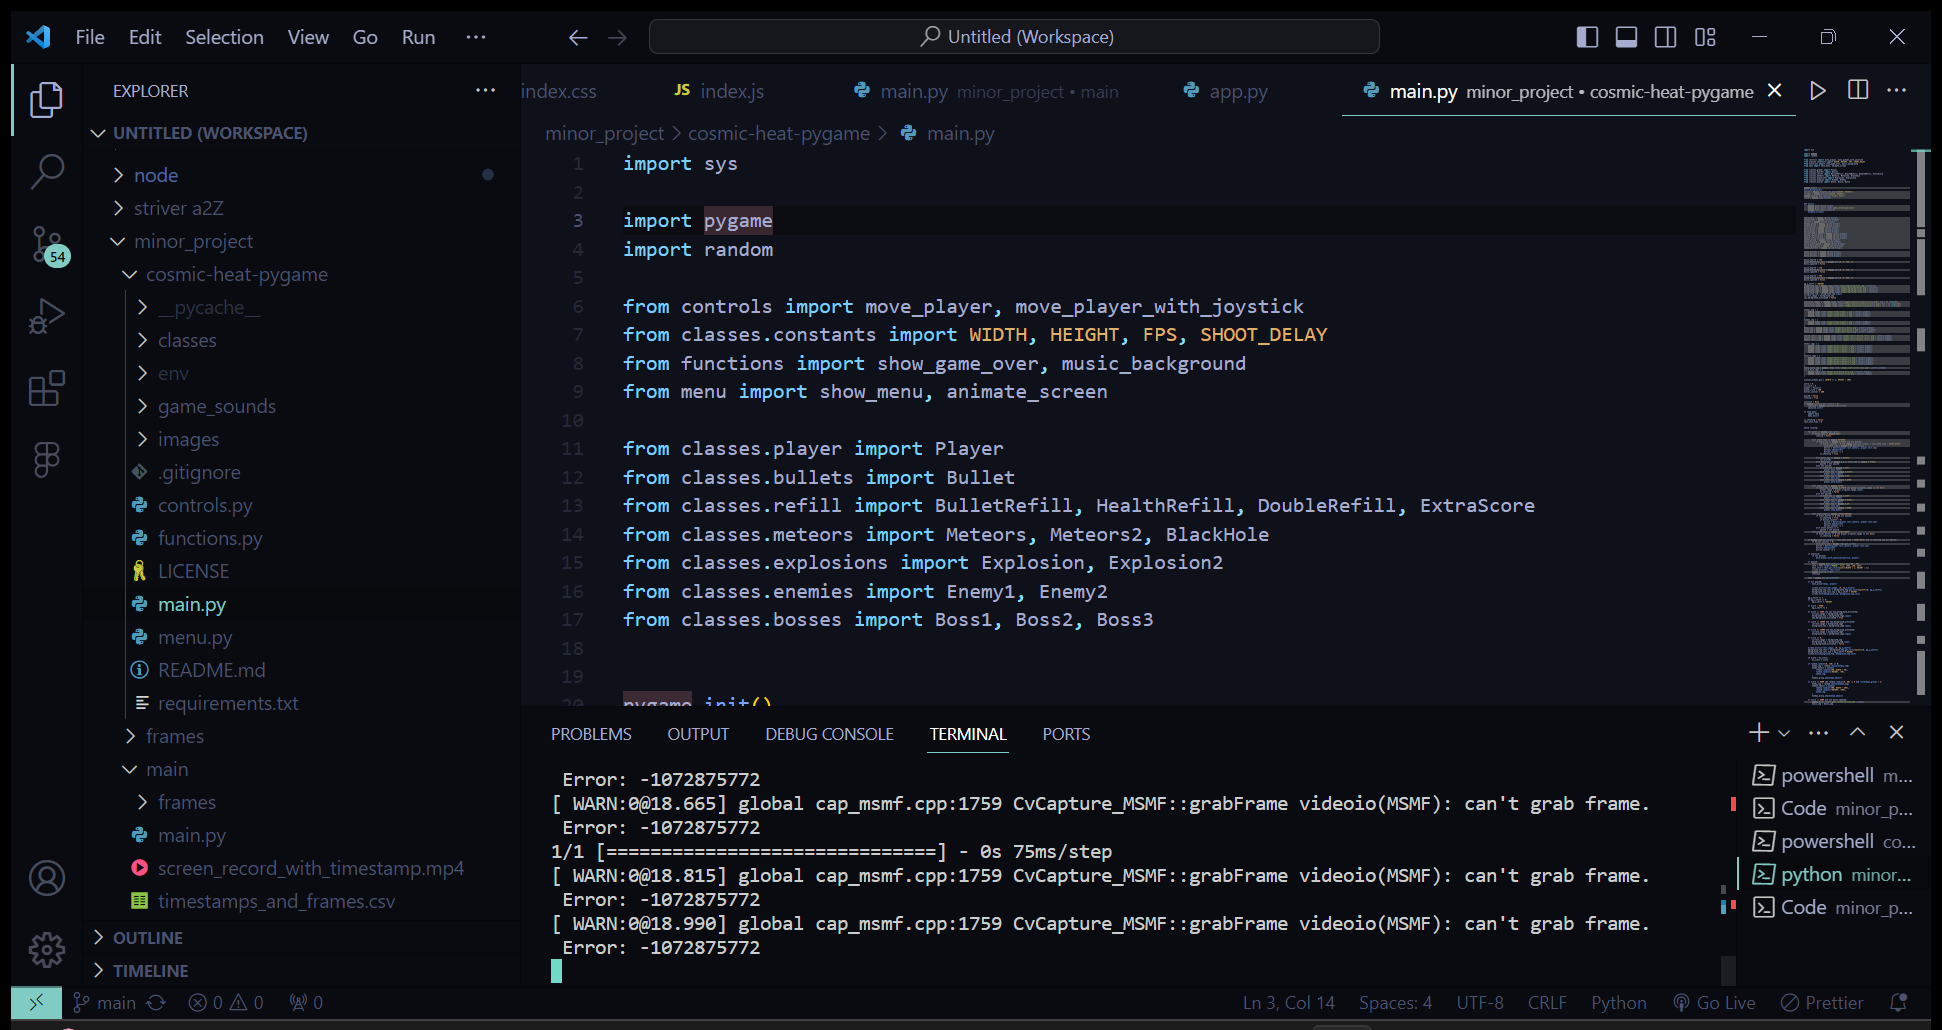 File Edit Selection View Go Run ···
Untitled (Workspace)
EXPLORER
UNTITLED (WORKSPACE)
node
striver a2Z
minor_project
cosmic-heat-pygame
__pycache__
classes
env
game_sounds
images
.gitignore
controls.py
functions.py
LICENSE
main.py
menu.py
README.md
requirements.txt
frames
main
frames
main.py
screen_record_with_timestamp.mp4
timestamps_and_frames.csv
OUTLINE
TIMELINE
54
index.css JS index.js main.py minor_project • main app.py main.py minor_project • cosmic-heat-pygame
minor_project > cosmic-heat-pygame > main.py
1 import sys
2
3 import pygame
4 import random
5
6 from controls import move_player, move_player_with_joystick
7 from classes.constants import WIDTH, HEIGHT, FPS, SHOOT_DELAY
8 from functions import show_game_over, music_background
9 from menu import show_menu, animate_screen
10
11 from classes.player import Player
12 from classes.bullets import Bullet
13 from classes.refill import BulletRefill, HealthRefill, DoubleRefill, ExtraScore
14 from classes.meteors import Meteors, Meteors2, BlackHole
15 from classes.explosions import Explosion, Explosion2
16 from classes.enemies import Enemy1, Enemy2
17 from classes.bosses import Boss1, Boss2, Boss3
18
19
20 pygame.init()
PROBLEMS OUTPUT DEBUG CONSOLE TERMINAL PORTS
Error: -1072875772
[ WARN:0@18.665] global cap_msmf.cpp:1759 CvCapture_MSMF::grabFrame videoio(MSMF): can't grab frame.
Error: -1072875772
1/1 [==============================] - 0s 75ms/step
[ WARN:0@18.815] global cap_msmf.cpp:1759 CvCapture_MSMF::grabFrame videoio(MSMF): can't grab frame.
Error: -1072875772
[ WARN:0@18.990] global cap_msmf.cpp:1759 CvCapture_MSMF::grabFrame videoio(MSMF): can't grab frame.
Error: -1072875772
powershell m...
Code minor_p...
powershell co...
python minor...
Code minor_p...
main 0 0 0 Ln 3, Col 14 Spaces: 4 UTF-8 CRLF Python Go Live Prettier